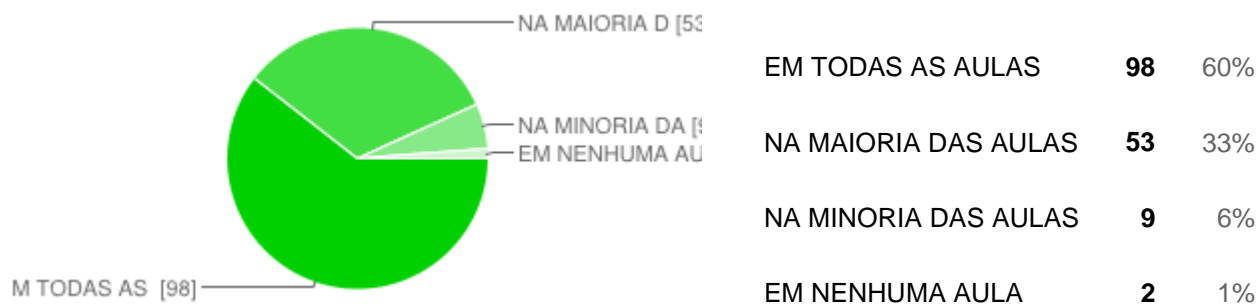 NA MAIORIA D [53
NA MINORIA DA [9
EM NENHUMA AU
M TODAS AS [98]
EM TODAS AS AULAS 98 60%
NA MAIORIA DAS AULAS 53 33%
NA MINORIA DAS AULAS 9 6%
EM NENHUMA AULA 2 1%